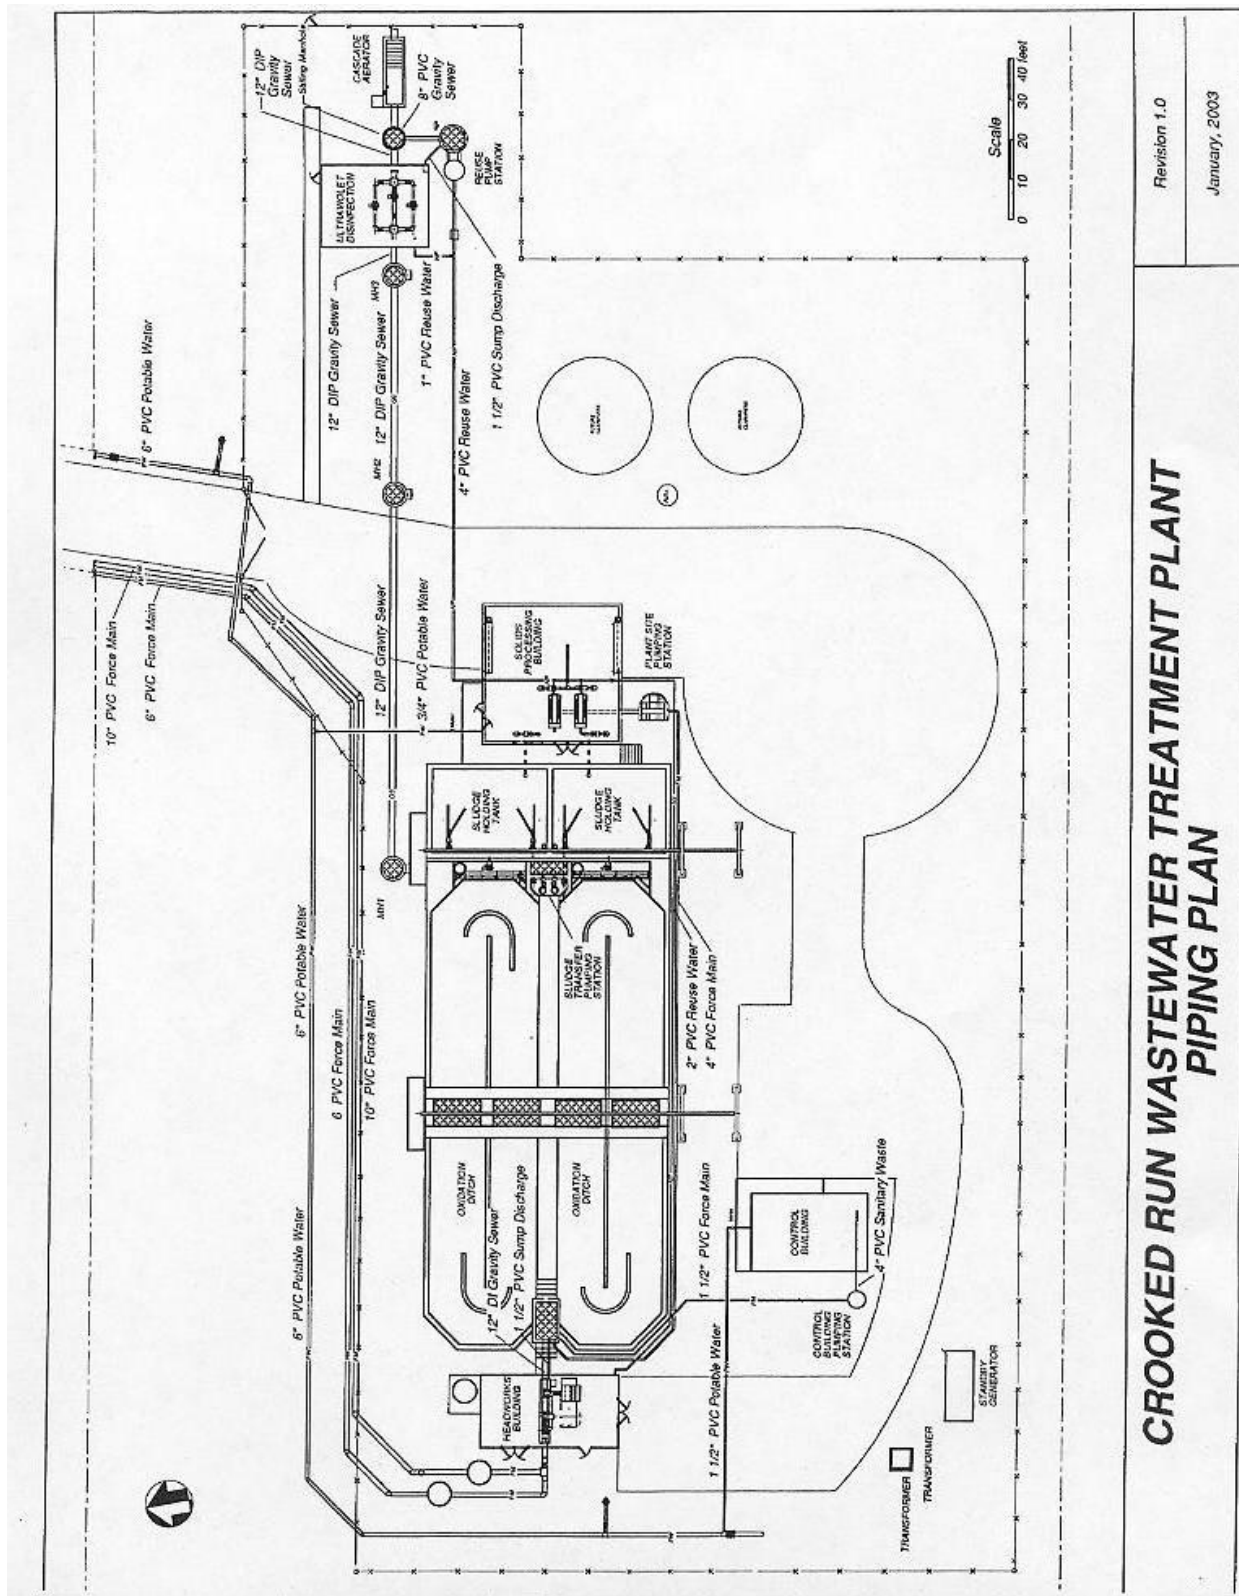 CROOKED RUN WASTEWATER TREATMENT PLANT
PIPING PLAN
Revision 1.0
January, 2003
Scale
0 10 20 30 40 feet
10" PVC Force Main
6" PVC Force Main
6" PVC Potable Water
12" DIP
Gravity
Sewer
CASCADE
AERATOR
8" PVC
Gravity
Sewer
ULTRAVIOLET
DISINFECTION
REUSE
PUMP
STATION
MH3
12" DIP Gravity Sewer
12" DIP Gravity Sewer
1" PVC Reuse Water
1 1/2" PVC Sump Discharge
MH2
4" PVC Reuse Water
12" DIP Gravity Sewer
3/4" PVC Potable Water
SOLIDS
PROCESSING
BUILDING
PLANT SITE
PUMPING
STATION
MH1
SLUDGE
HOLDING
TANK
SLUDGE
HOLDING
TANK
6" PVC Potable Water
6 PVC Force Main
10" PVC Force Main
SLUDGE
TRANSFER
PUMPING
STATION
2" PVC Reuse Water
4" PVC Force Main
6" PVC Potable Water
OXIDATION
DITCH
OXIDATION
DITCH
12" DI Gravity Sewer
1 1/2" PVC Sump Discharge
1 1/2" PVC Force Main
CONTROL
BUILDING
4" PVC Sanitary Waste
CONTROL
BUILDING
PUMPING
STATION
HEADWORKS
BUILDING
1 1/2" PVC Potable Water
STANDBY
GENERATOR
TRANSFORMER
TRANSFORMER